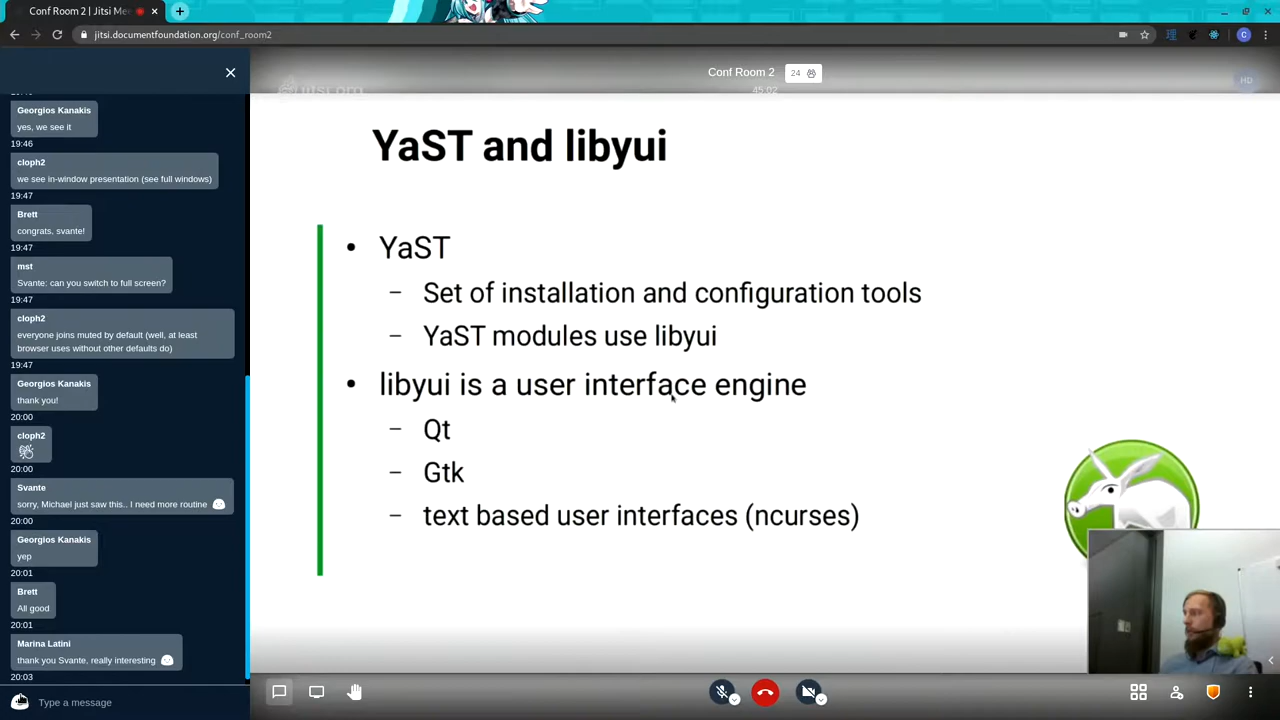 Conf Room 2 | Jitsi Me
jitsi.documentfoundation.org/conf_room2
理
C
Georgios Kanakis
yes, we see it
19:46
cloph2
we see in-window presentation (see full windows)
19:47
Brett
congrats, svante!
19:47
mst
Svante: can you switch to full screen?
19:47
cloph2
everyone joins muted by default (well, at least
browser uses without other defaults do)
19:47
Georgios Kanakis
thank you!
20:00
cloph2
20:00
Svante
sorry, Michael just saw this.. I need more routine
20:00
Georgios Kanakis
yep
20:01
Brett
All good
20:01
Marina Latini
thank you Svante, really interesting
20:03
Type a message
jitsi.org
Conf Room 2
24
45:02
HD
YaST and libyui
• YaST
– Set of installation and configuration tools
– YaST modules use libyui
• libyui is a user interface engine
– Qt
– Gtk
– text based user interfaces (ncurses)